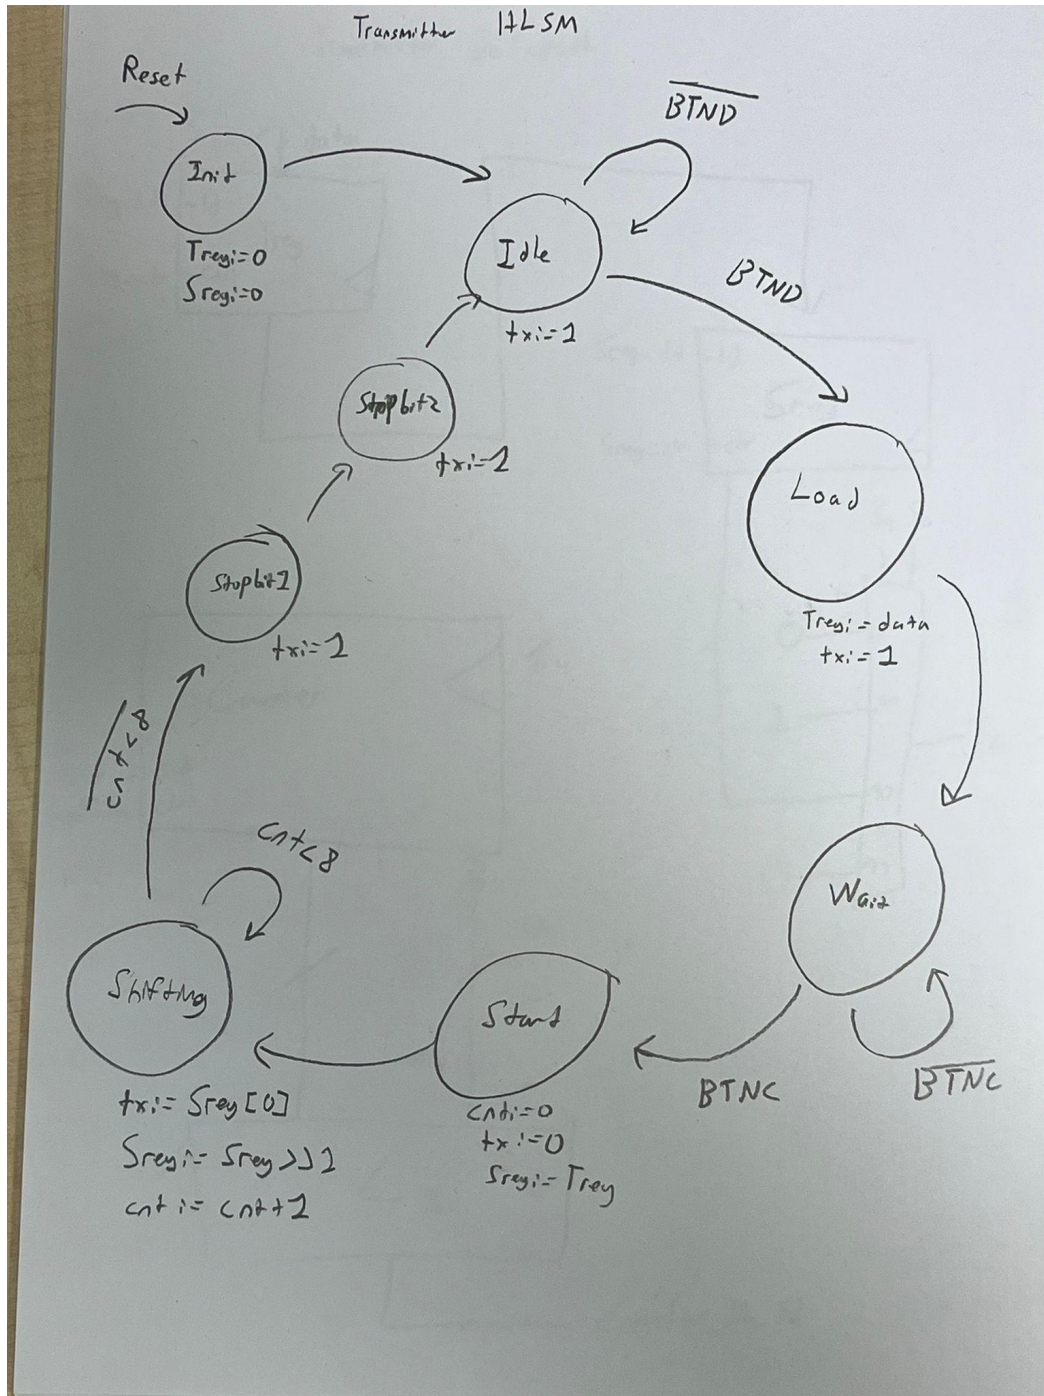 Transmitter HLSM
Reset
BTND
Init
Treg:=0
Sreg:=0
Idle
tx:=1
BTND
Stopbit2
tx:=1
Load
Treg:=data
tx:=1
Stopbit1
tx:=1
cnt<8
cnt<8
Wait
BTNC
Start
cnt:=0
tx:=0
Sreg:=Treg
BTNC
Shifting
tx:=Sreg[0]
Sreg:=Sreg>>1
cnt:=cnt+1